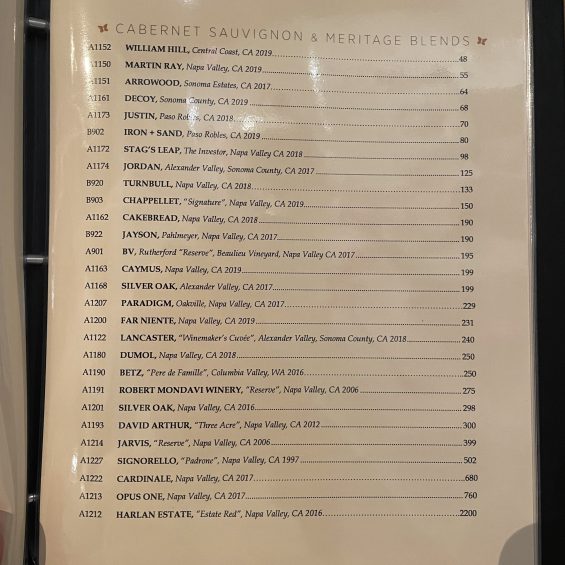 CABERNET SAUVIGNON & MERITAGE BLENDS
A1152 WILLIAM HILL, Central Coast, CA 2019 48
A1150 MARTIN RAY, Napa Valley, CA 2019 55
A1151 ARROWOOD, Sonoma Estates, CA 2017 64
A1161 DECOY, Sonoma County, CA 2019 68
A1173 JUSTIN, Paso Robles, CA 2018 70
B902 IRON + SAND, Paso Robles, CA 2019 80
A1172 STAG'S LEAP, The Investor, Napa Valley CA 2018 98
A1174 JORDAN, Alexander Valley, Sonoma County, CA 2017 125
B920 TURNBULL, Napa Valley, CA 2018 133
B903 CHAPPELLET, "Signature", Napa Valley, CA 2019 150
A1162 CAKEBREAD, Napa Valley, CA 2018 190
B922 JAYSON, Pahlmeyer, Napa Valley, CA 2017 190
A901 BV, Rutherford "Reserve", Beaulieu Vineyard, Napa Valley CA 2017 195
A1163 CAYMUS, Napa Valley, CA 2019 199
A1168 SILVER OAK, Alexander Valley, CA 2017 199
A1207 PARADIGM, Oakville, Napa Valley, CA 2017 229
A1200 FAR NIENTE, Napa Valley, CA 2019 231
A1122 LANCASTER, "Winemaker's Cuvée", Alexander Valley, Sonoma County, CA 2018 240
A1180 DUMOL, Napa Valley, CA 2018 250
A1190 BETZ, "Pere de Famille", Columbia Valley, WA 2016 250
A1191 ROBERT MONDAVI WINERY, "Reserve", Napa Valley, CA 2006 275
A1201 SILVER OAK, Napa Valley, CA 2016 298
A1193 DAVID ARTHUR, "Three Acre", Napa Valley, CA 2012 300
A1214 JARVIS, "Reserve", Napa Valley, CA 2006 399
A1227 SIGNORELLO, "Padrone", Napa Valley, CA 1997 502
A1222 CARDINALE, Napa Valley, CA 2017 680
A1213 OPUS ONE, Napa Valley, CA 2017 760
A1212 HARLAN ESTATE, "Estate Red", Napa Valley, CA 2016 2200